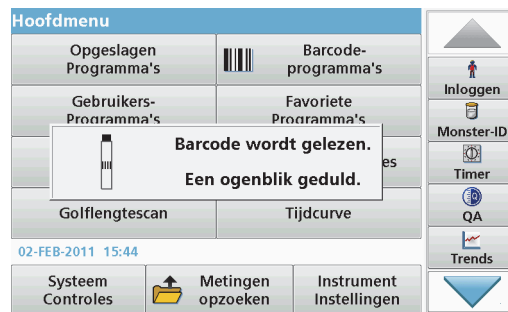 Hoofdmenu
Opgeslagen
Programma's
Barcode-
programma's
Gebruikers-
Programma's
Favoriete
Programma's
Barcode wordt gelezen.
Een ogenblik geduld.
es
Golflengtescan
Tijdcurve
02-FEB-2011 15:44
Systeem
Controles
Metingen
opzoeken
Instrument
Instellingen
Inloggen
Monster-ID
Timer
QA
Trends